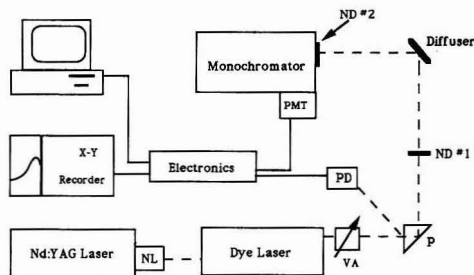 ND #2
Diffuser
Monochromator
PMT
X-Y
Recorder
Electronics
PD
ND #1
P
Nd:YAG Laser
NL
Dye Laser
VA